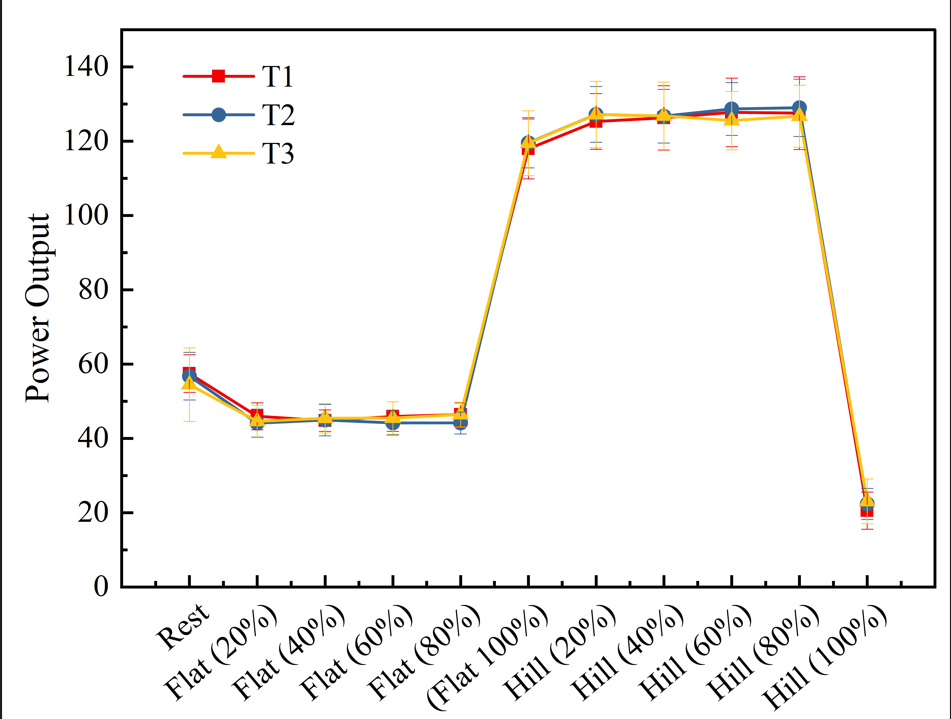 140
120
100
80
60
40
20
0
Power Output
T1
T2
T3
Rest
Flat (20%)
Flat (40%)
Flat (60%)
Flat (80%)
(Flat 100%)
Hill (20%)
Hill (40%)
Hill (60%)
Hill (80%)
Hill (100%)